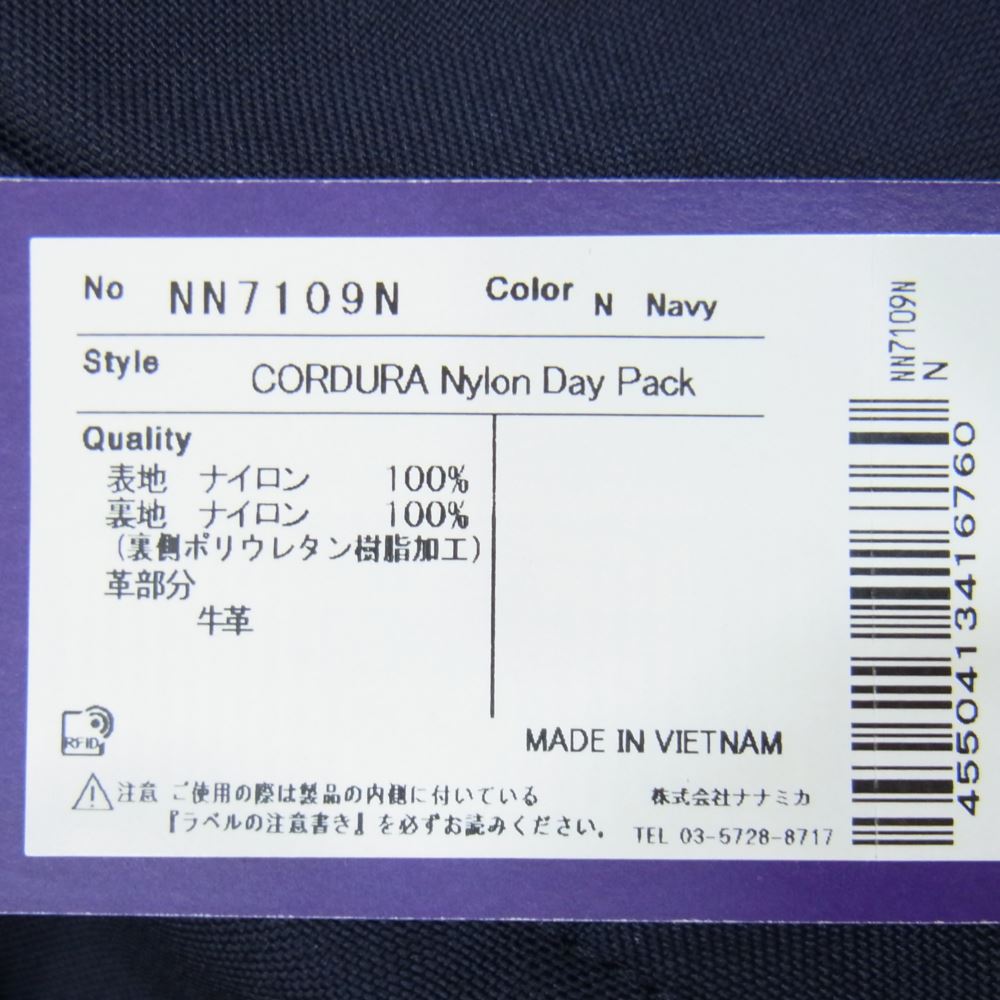 No NN7109N Color N Navy
Style CORDURA Nylon Day Pack
Quality
表地 ナイロン 100%
裏地 ナイロン 100%
(裏側ポリウレタン樹脂加工)
革部分
牛革
RFID
MADE IN VIETNAM
注意 ご使用の際は製品の内側に付いている
『ラベルの注意書き』を必ずお読みください。
株式会社ナナミカ
TEL 03-5728-8717
NN7109N
N
4550413416760